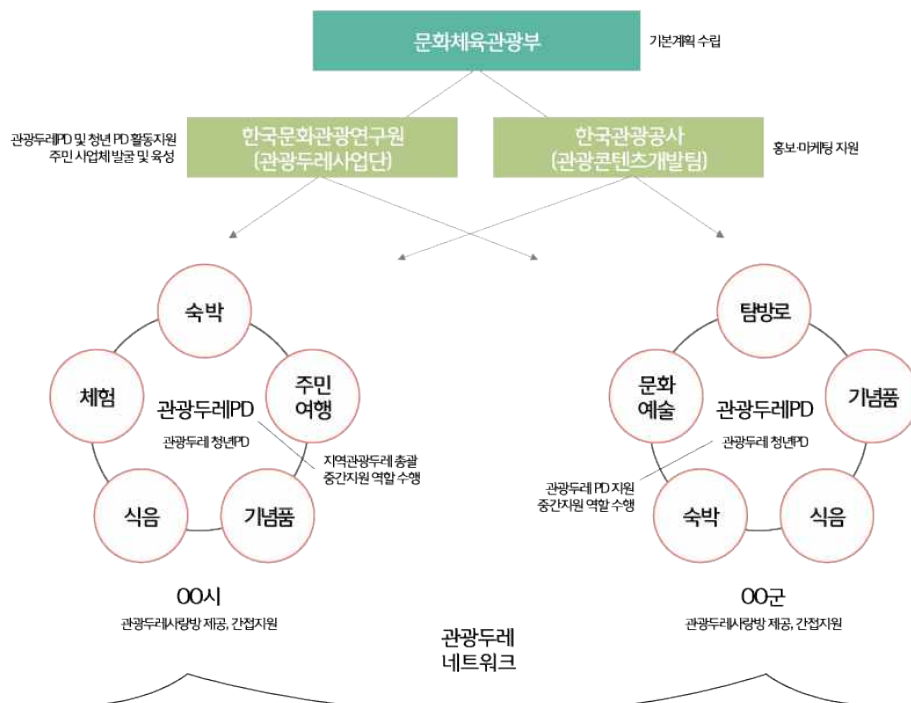 문화체육관광부
기본계획 수립
관광두레PD 및 청년 PD 활동지원
주민 사업체 발굴 및 육성
한국문화관광연구원
(관광두레사업단)
한국관광공사
(관광콘텐츠개발팀)
홍보·마케팅 지원
숙박
체험
주민
여행
관광두레PD
관광두레 청년PD
지역관광두레 총괄
중간지원 역할 수행
식음
기념품
OO시
관광두레사랑방 제공, 간접지원
탐방로
문화
예술
기념품
관광두레PD
관광두레 청년PD
관광두레 PD 지원
중간지원 역할 수행
숙박
식음
OO군
관광두레사랑방 제공, 간접지원
관광두레
네트워크